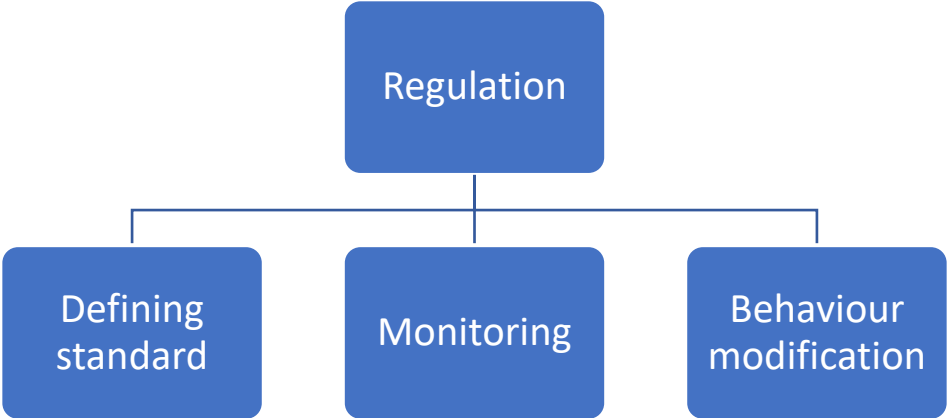 Regulation
Defining
standard
Monitoring
Behaviour
modification